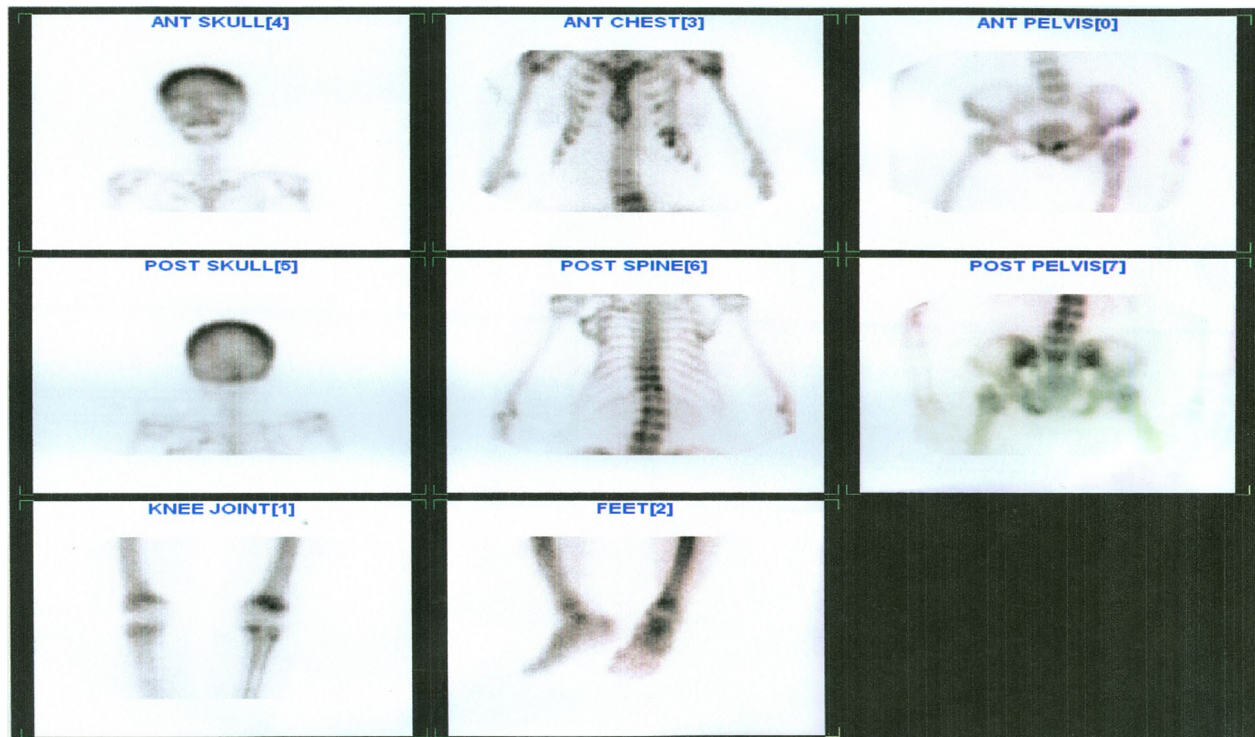 ANT SKULL[4]
ANT CHEST[3]
ANT PELVIS[0]
POST SKULL[5]
POST SPINE[6]
POST PELVIS[7]
KNEE JOINT[1]
FEET[2]